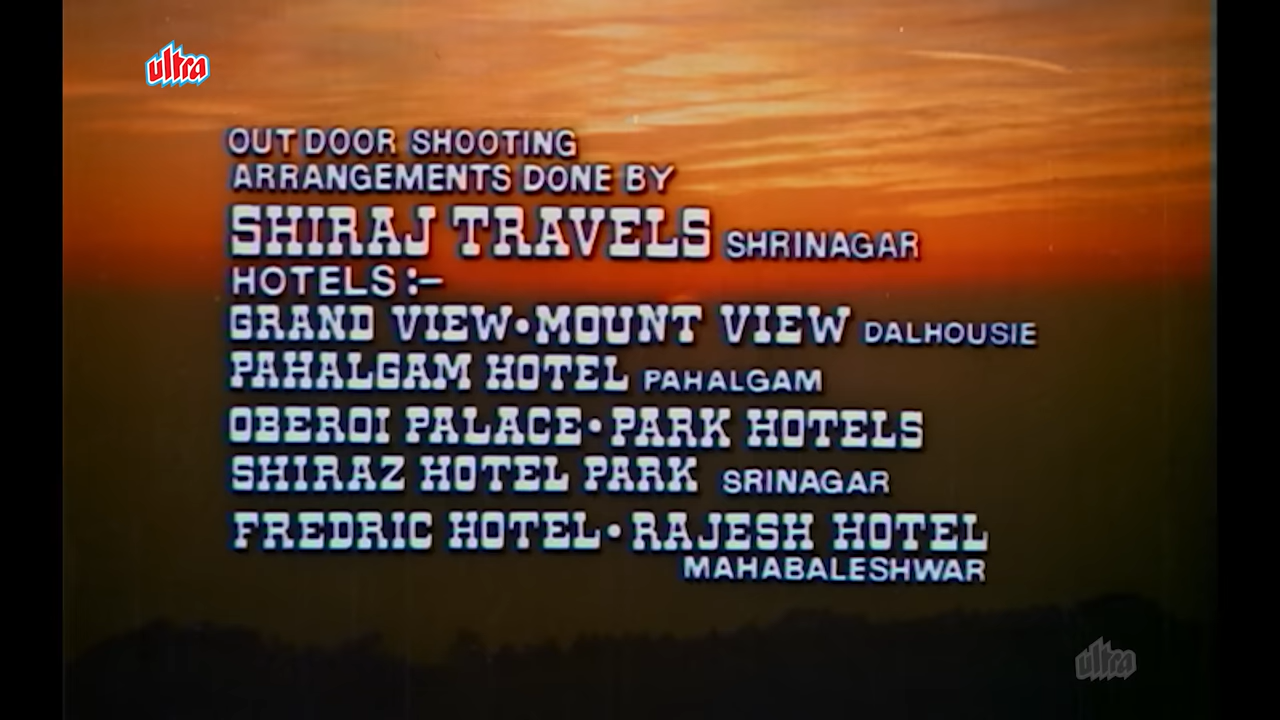 ultra
OUT DOOR SHOOTING
ARRANGEMENTS DONE BY
SHIRAJ TRAVELS SHRINAGAR
HOTELS:-
GRAND VIEW•MOUNT VIEW DALHOUSIE
PAHALGAM HOTEL PAHALGAM
OBEROI PALACE•PARK HOTELS
SHIRAZ HOTEL PARK SRINAGAR
FREDRIC HOTEL•RAJESH HOTEL
MAHABALESHWAR
ultra